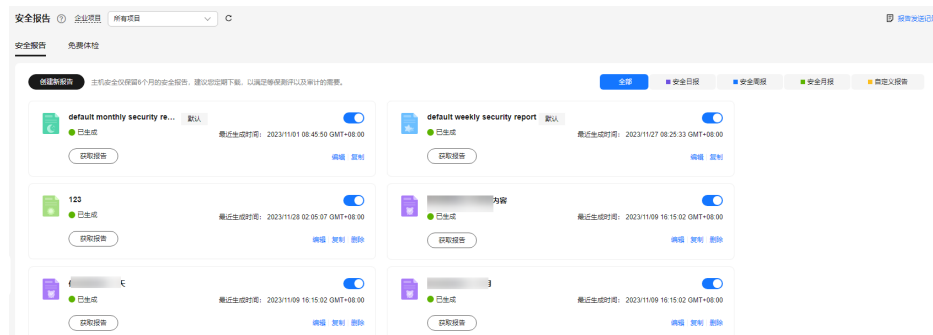 安全报告 企业项目 所有项目 报告发送记
安全报告 免费体检
创建新报告 主机安全仅保留6个月的安全报告，建议您定期下载，以满足等保测评以及审计的需要。 全部 安全日报 安全周报 安全月报 自定义报告
default monthly security re... 默认
已生成 最近生成时间： 2023/11/01 08:45:50 GMT+08:00
获取报告 编辑 复制
default weekly security report 默认
已生成 最近生成时间： 2023/11/27 08:25:33 GMT+08:00
获取报告 编辑 复制
123
已生成 最近生成时间： 2023/11/28 02:05:07 GMT+08:00
获取报告 编辑 复制 删除
内容
已生成 最近生成时间： 2023/11/09 16:15:02 GMT+08:00
获取报告 编辑 复制 删除
天
已生成 最近生成时间： 2023/11/09 16:15:02 GMT+08:00
获取报告 编辑 复制 删除
已生成 最近生成时间： 2023/11/09 16:15:02 GMT+08:00
获取报告 编辑 复制 删除